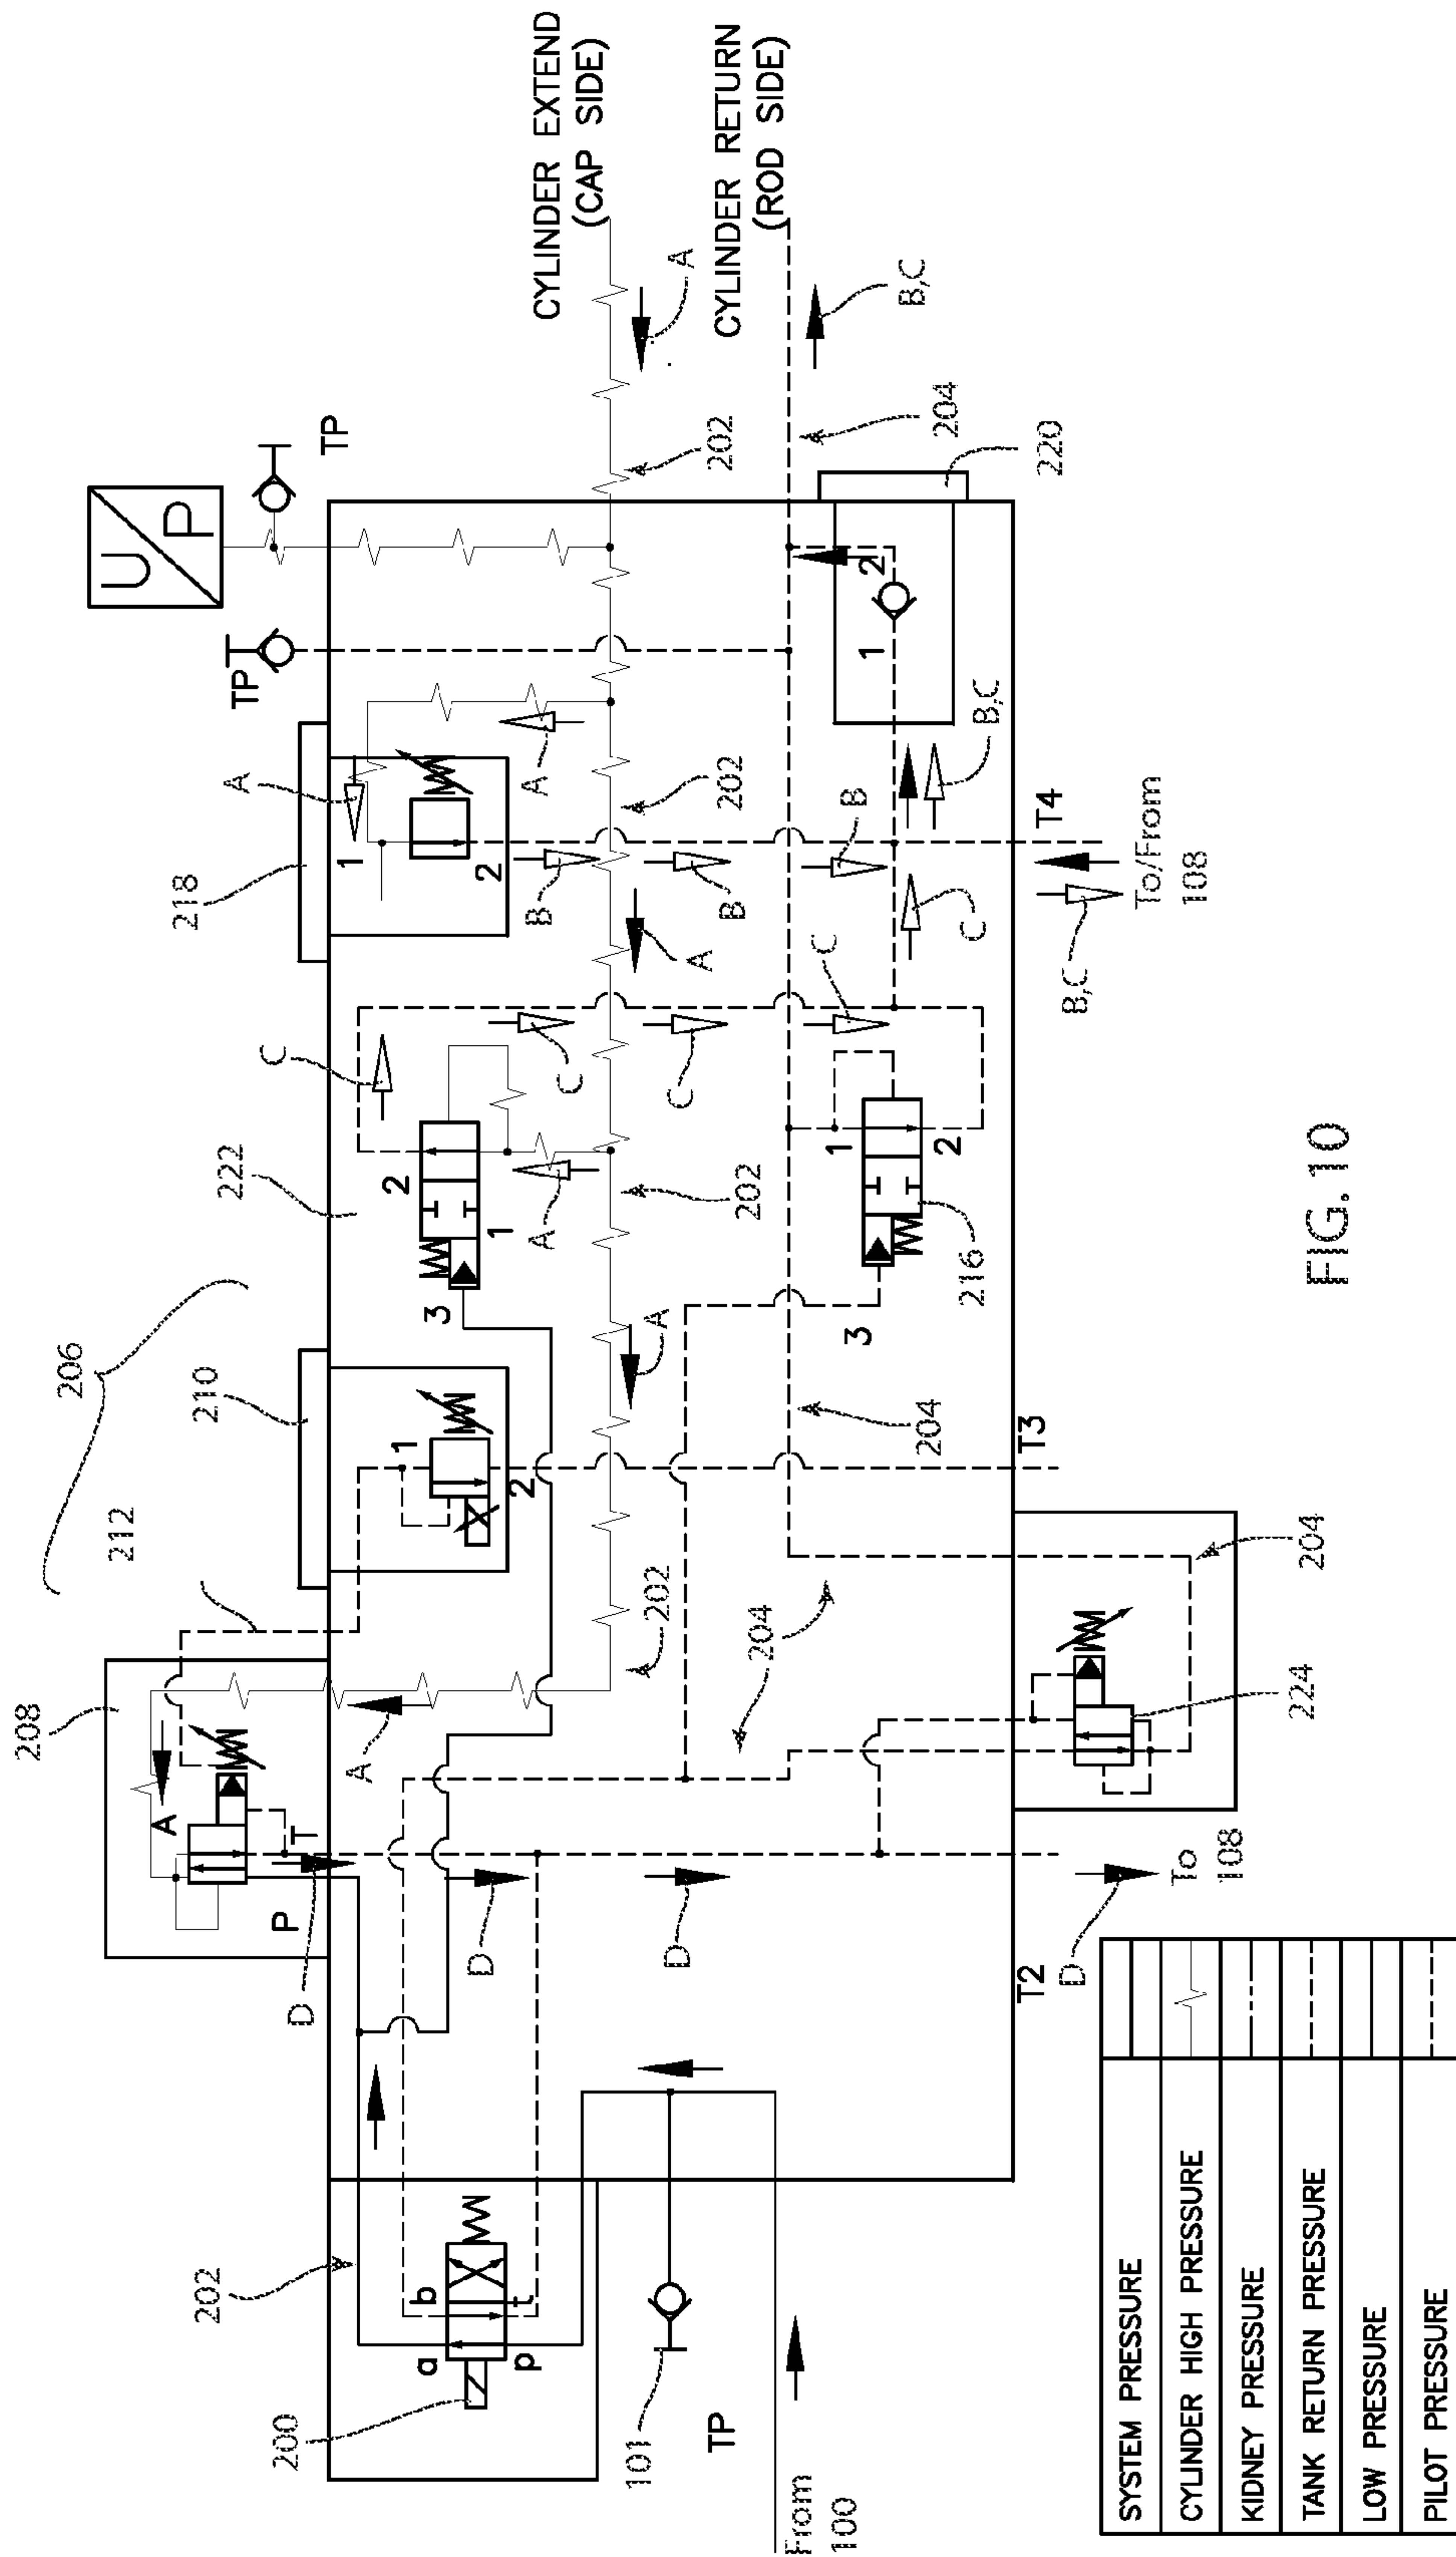 208
206
U
P
212
A
218
202
210
222
A
TP
200
D
P
T
C
TP
1
A
1
2
a
b
3
1
2
2
D
1
A
A
B
CYLINDER EXTEND
(CAP SIDE)
p
t
2
C
101
202
A
D
C
A
B
A
202
202
202
TP
CYLINDER RETURN
(ROD SIDE)
From
100
204
C
B
3
1
1
2
204
2
B,C
204
216
C
B,C
224
220
T2
T3
T4
D
To
108
B,C
To/From
108
204
SYSTEM PRESSURE
CYLINDER HIGH PRESSURE
KIDNEY PRESSURE
TANK RETURN PRESSURE
LOW PRESSURE
PILOT PRESSURE
FIG. 10